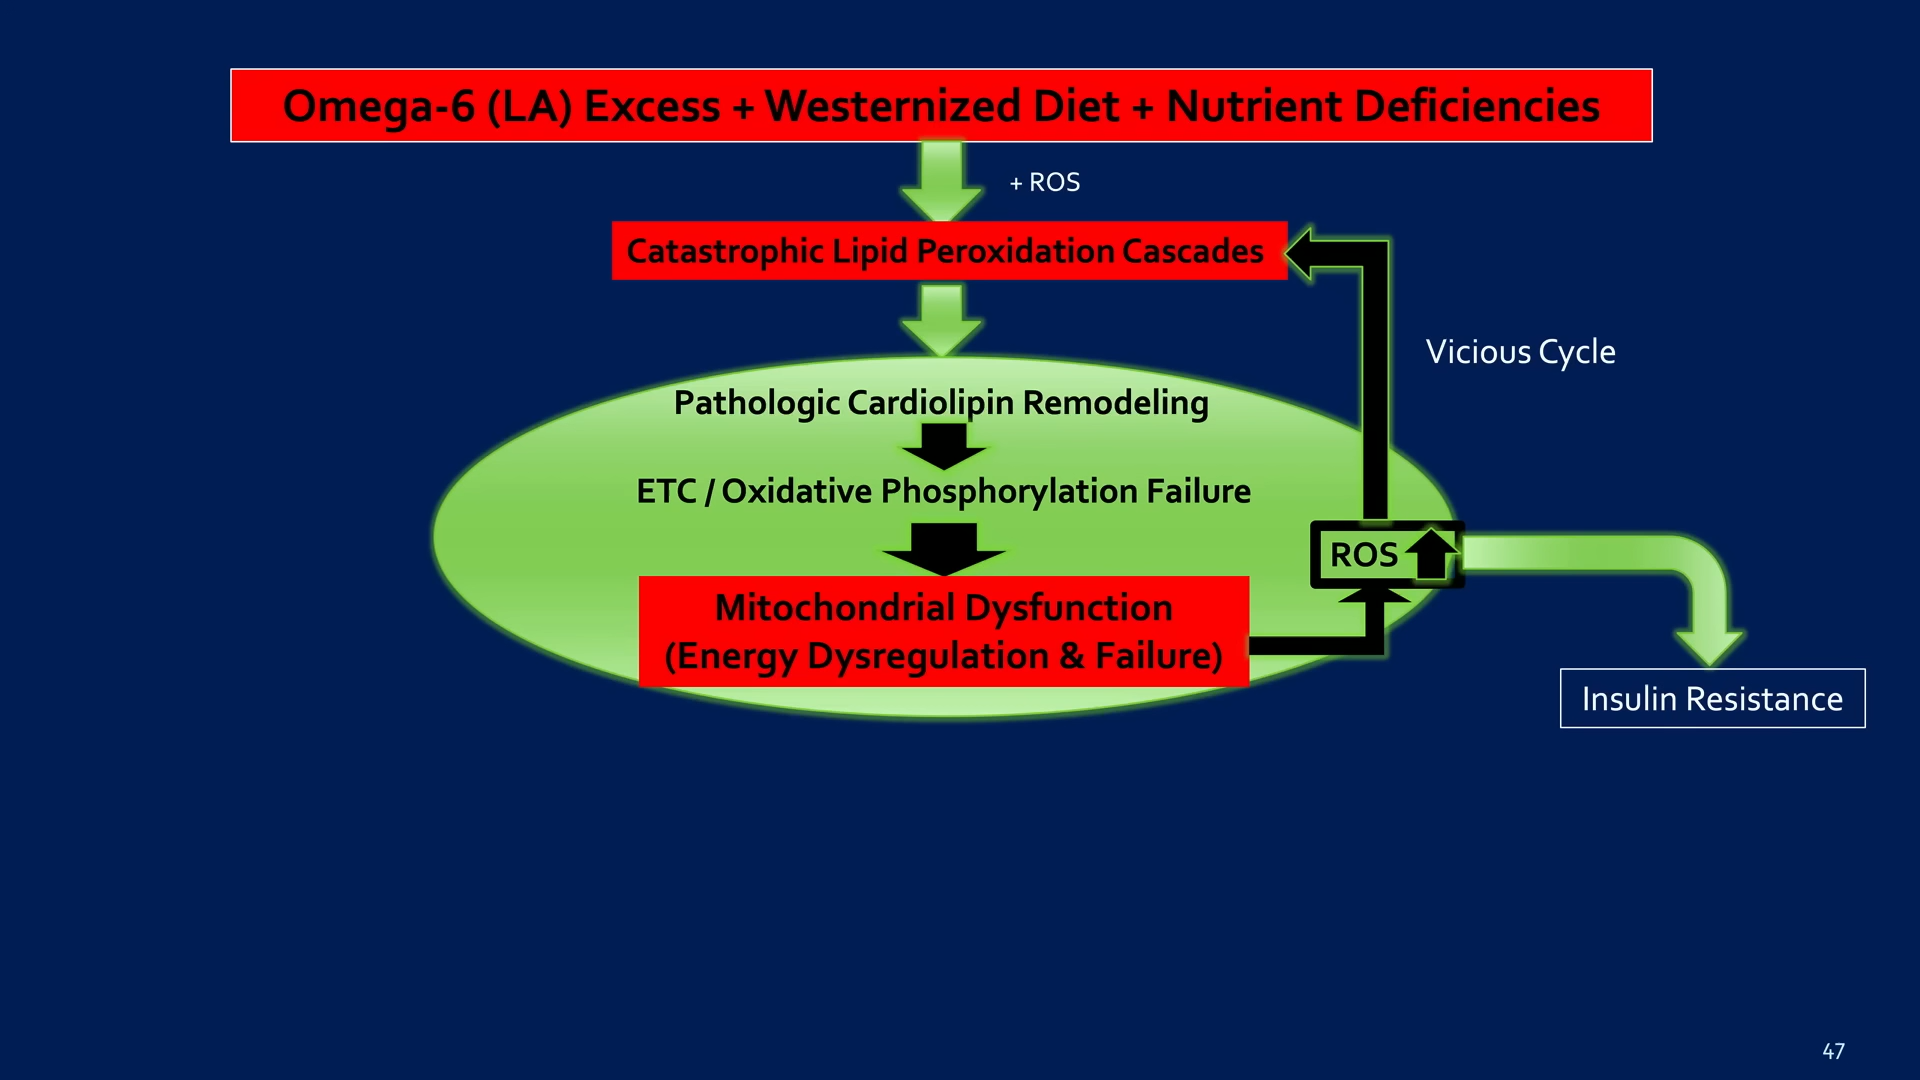 Omega-6 (LA) Excess + Westernized Diet + Nutrient Deficiencies
+ ROS
Catastrophic Lipid Peroxidation Cascades
Vicious Cycle
Pathologic Cardiolipin Remodeling
ETC / Oxidative Phosphorylation Failure
ROS
Mitochondrial Dysfunction
(Energy Dysregulation & Failure)
Insulin Resistance
47